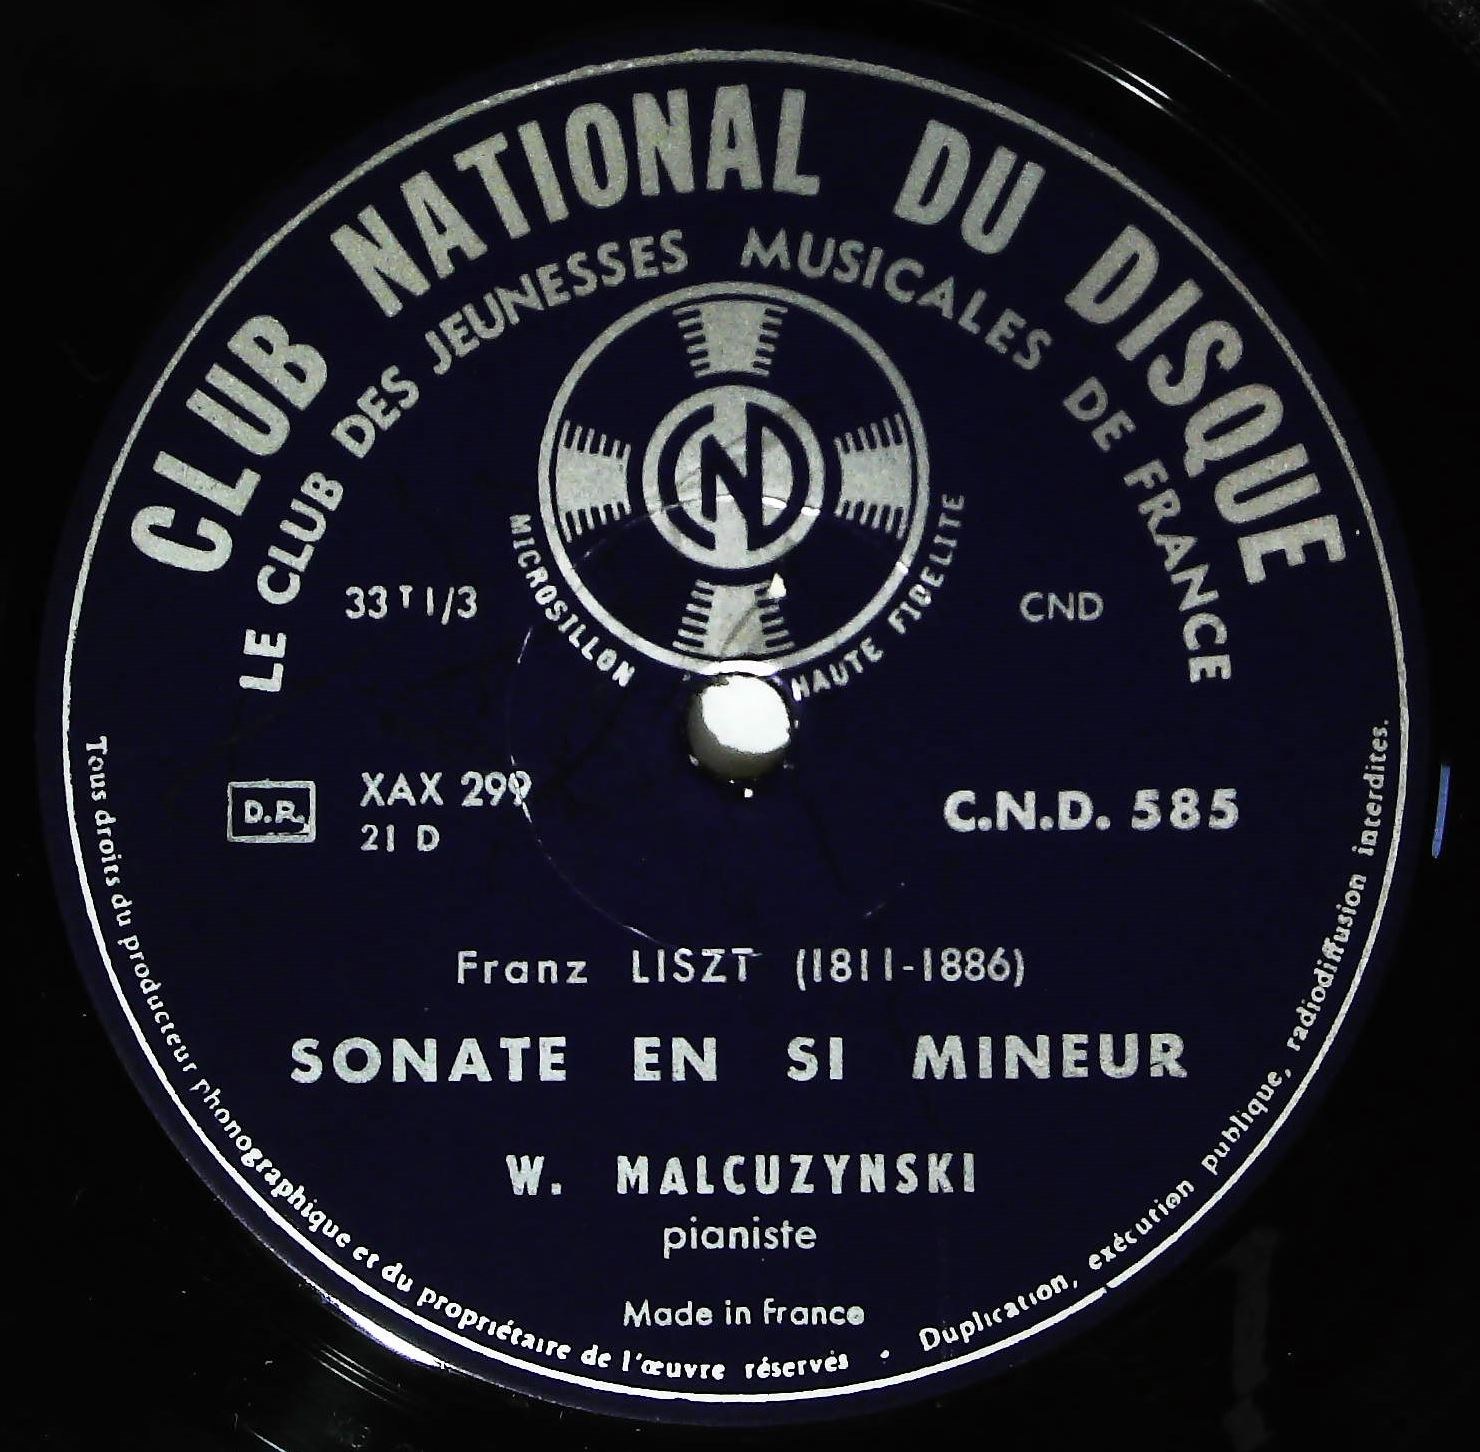 CLUB NATIONAL DU DISQUE
LE CLUB DES JEUNESSES MUSICALES DE FRANCE
N
MICROSILLON HAUTE FIDELITE
33 T 1/3
CND
D.R.
XAX 299
21 D
C.N.D. 585
Franz LISZT (1811-1886)
SONATE EN SI MINEUR
W. MALCUZYNSKI
pianiste
Made in France
Tous droits du producteur phonographique et du propriétaire de l'œuvre réservés · Duplication, exécution publique, radiodiffusion interdites.